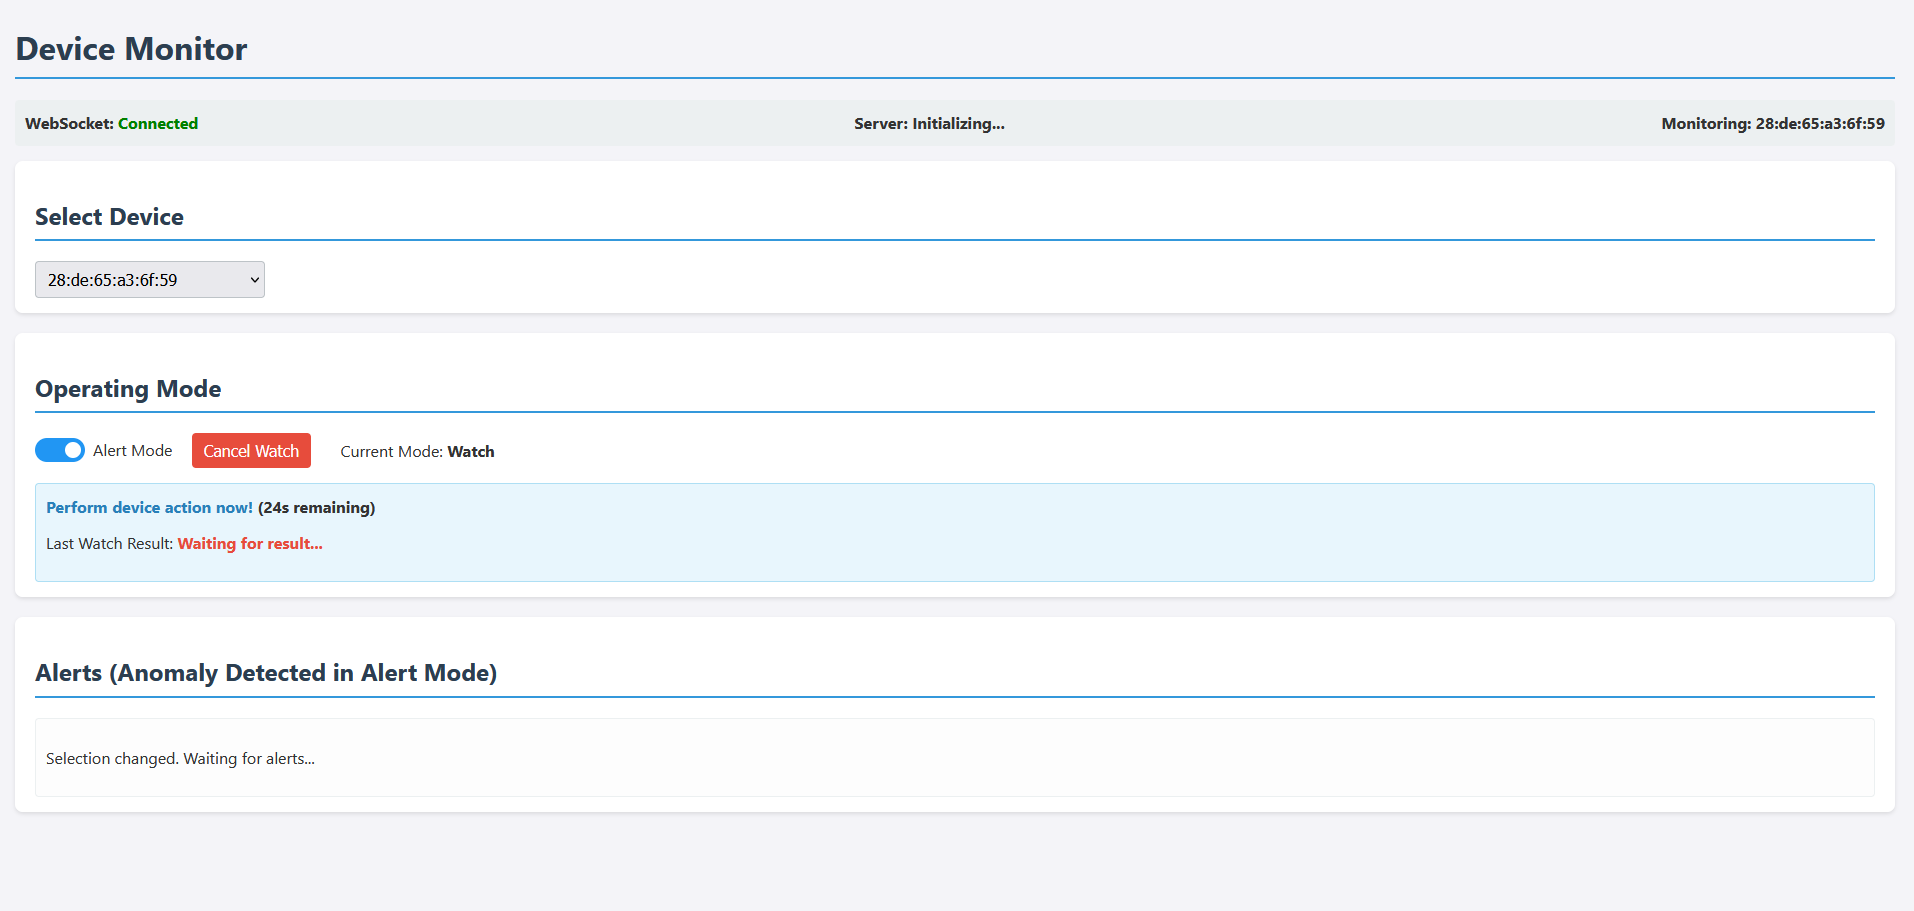 Device Monitor
WebSocket: Connected
Server: Initializing...
Monitoring: 28:de:65:a3:6f:59
Select Device
28:de:65:a3:6f:59
Operating Mode
Alert Mode
Cancel Watch
Current Mode: Watch
Perform device action now! (24s remaining)
Last Watch Result: Waiting for result...
Alerts (Anomaly Detected in Alert Mode)
Selection changed. Waiting for alerts...